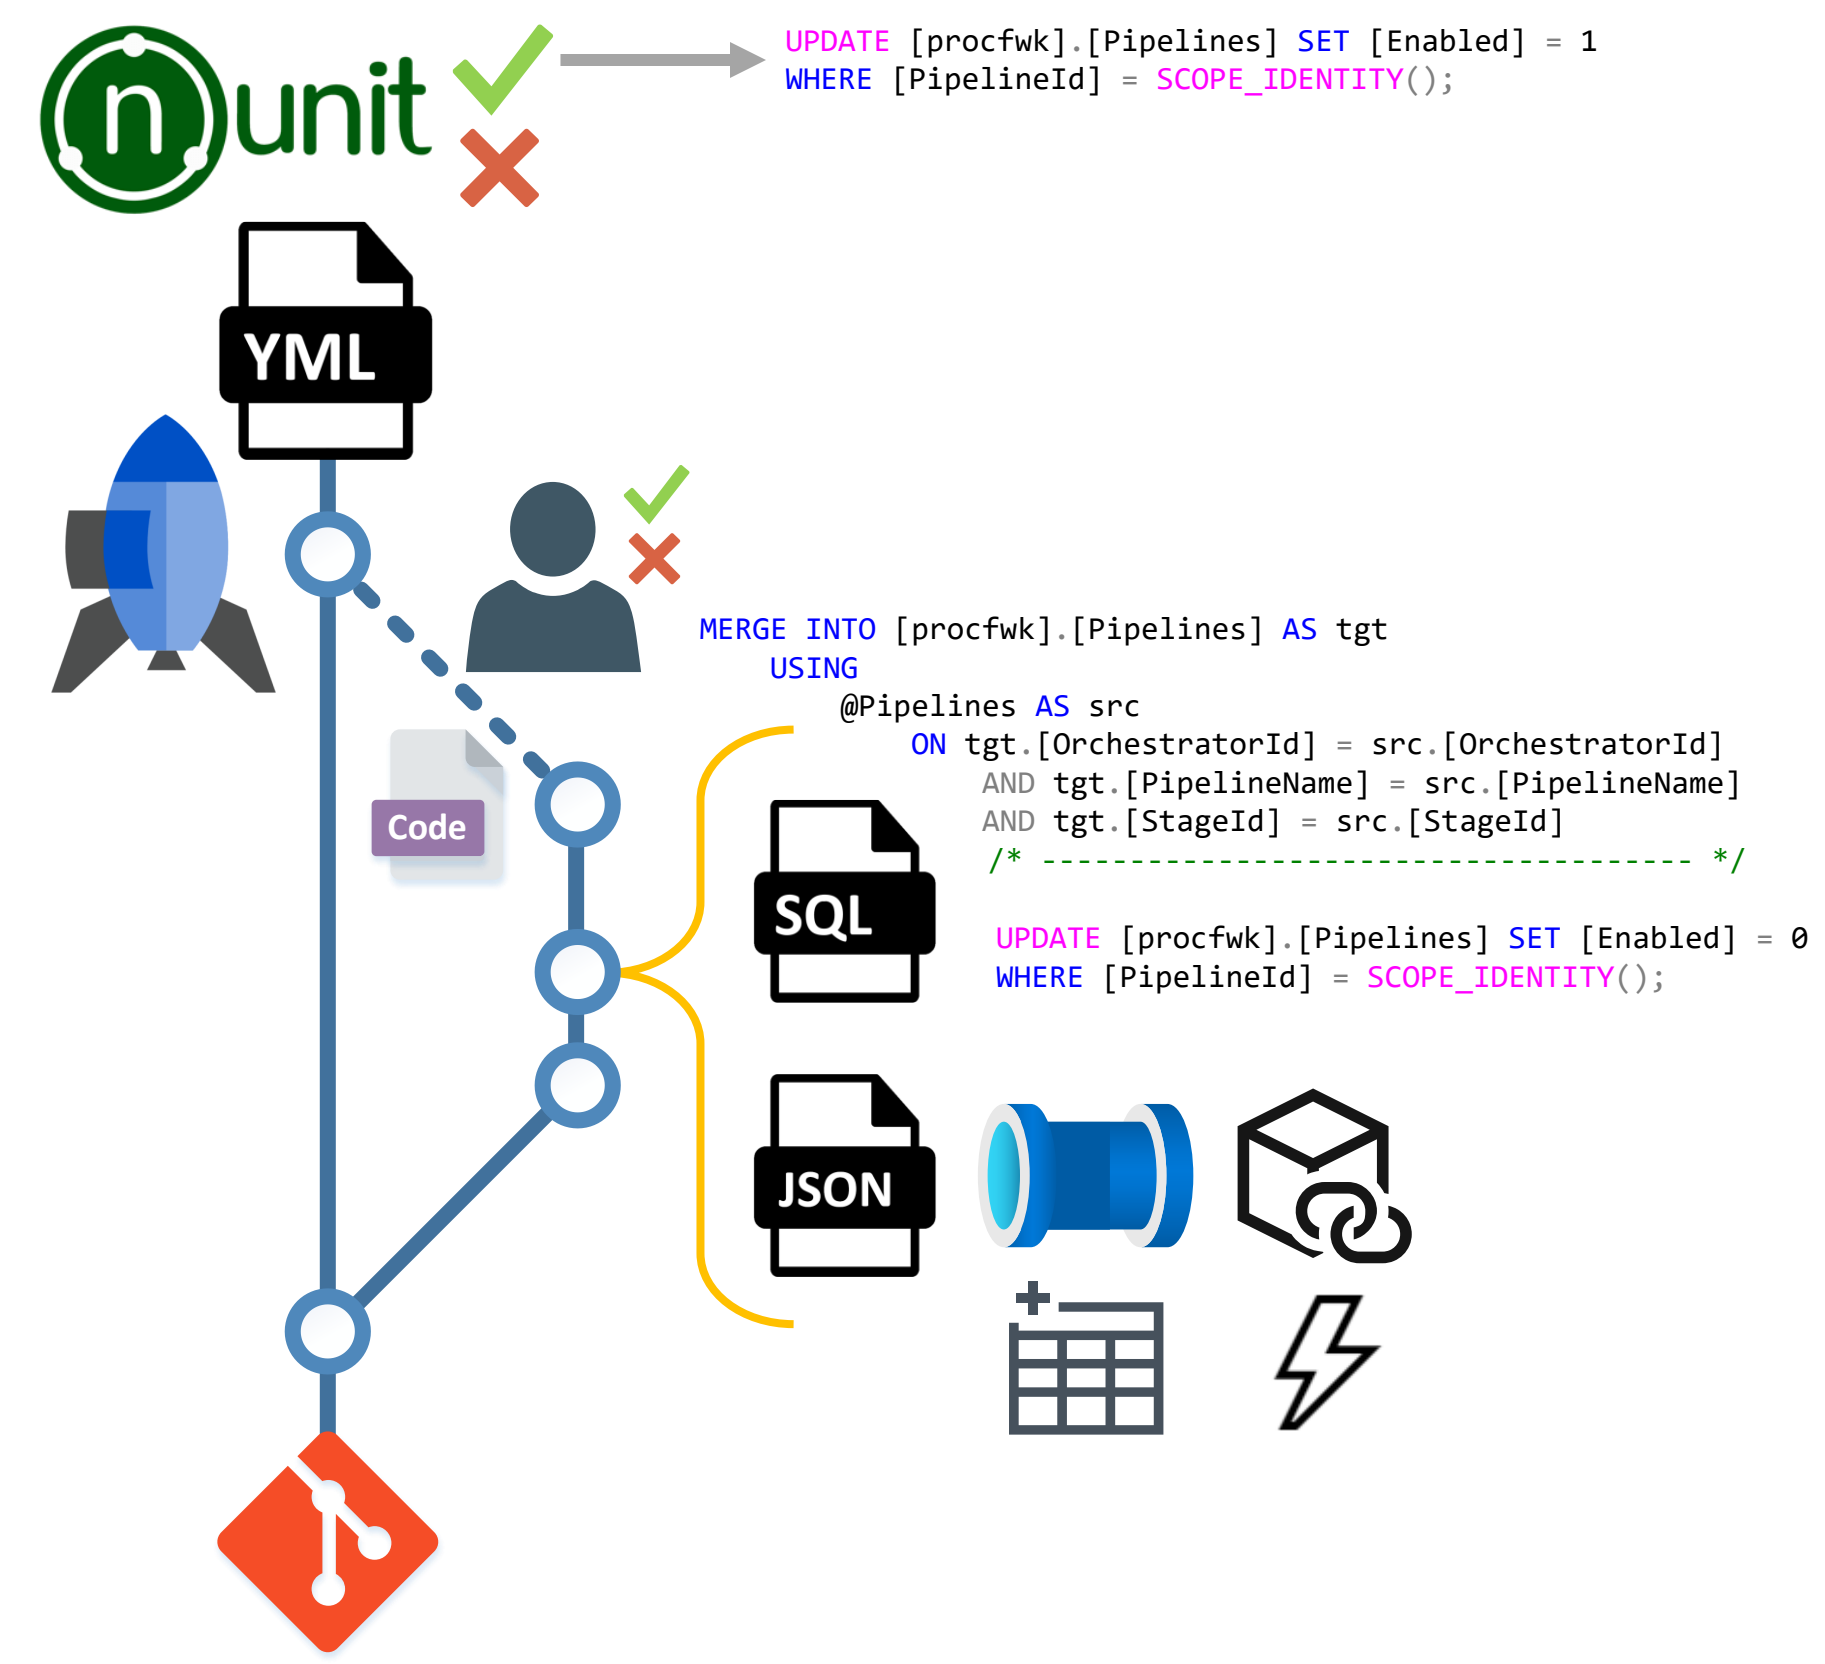 nunit
UPDATE [procfwk].[Pipelines] SET [Enabled] = 1
WHERE [PipelineId] = SCOPE_IDENTITY();
YML
MERGE INTO [procfwk].[Pipelines] AS tgt
USING
@Pipelines AS src
ON tgt.[OrchestratorId] = src.[OrchestratorId]
AND tgt.[PipelineName] = src.[PipelineName]
AND tgt.[StageId] = src.[StageId]
/* ------------------------------------- */
Code
SQL
UPDATE [procfwk].[Pipelines] SET [Enabled] = 0
WHERE [PipelineId] = SCOPE_IDENTITY();
JSON